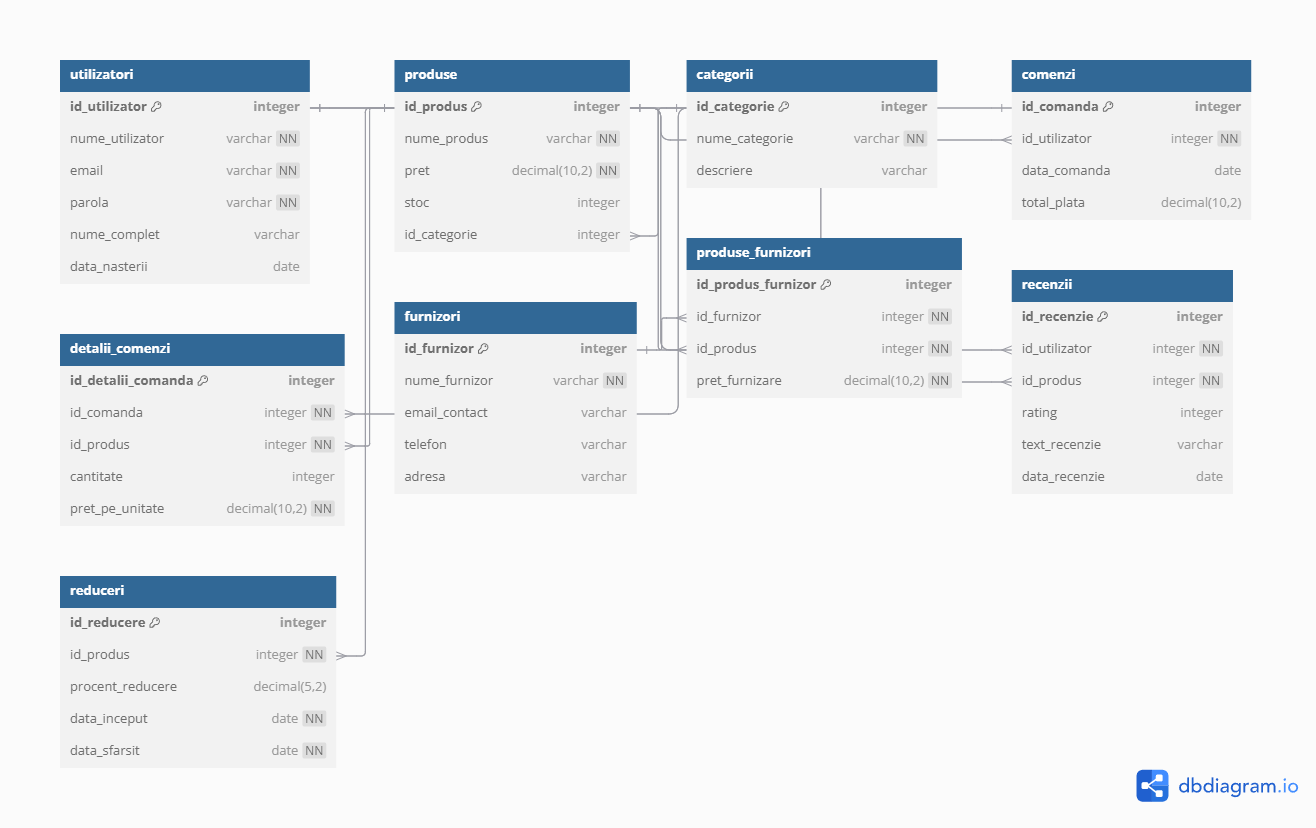 utilizatori
id_utilizator integer
nume_utilizator varchar NN
email varchar NN
parola varchar NN
nume_complet varchar
data_nasterii date
produse
id_produs integer
nume_produs varchar NN
pret decimal(10,2) NN
stoc integer
id_categorie integer
categorii
id_categorie integer
nume_categorie varchar NN
descriere varchar
comenzi
id_comanda integer
id_utilizator integer NN
data_comanda date
total_plata decimal(10,2)
detalii_comenzi
id_detalii_comanda integer
id_comanda integer NN
id_produs integer NN
cantitate integer
pret_pe_unitate decimal(10,2) NN
furnizori
id_furnizor integer
nume_furnizor varchar NN
email_contact varchar
telefon varchar
adresa varchar
produse_furnizori
id_produs_furnizor integer
id_furnizor integer NN
id_produs integer NN
pret_furnizare decimal(10,2) NN
recenzii
id_recenzie integer
id_utilizator integer NN
id_produs integer NN
rating integer
text_recenzie varchar
data_recenzie date
reduceri
id_reducere integer
id_produs integer NN
procent_reducere decimal(5,2)
data_inceput date NN
data_sfarsit date NN
dbdiagram.io